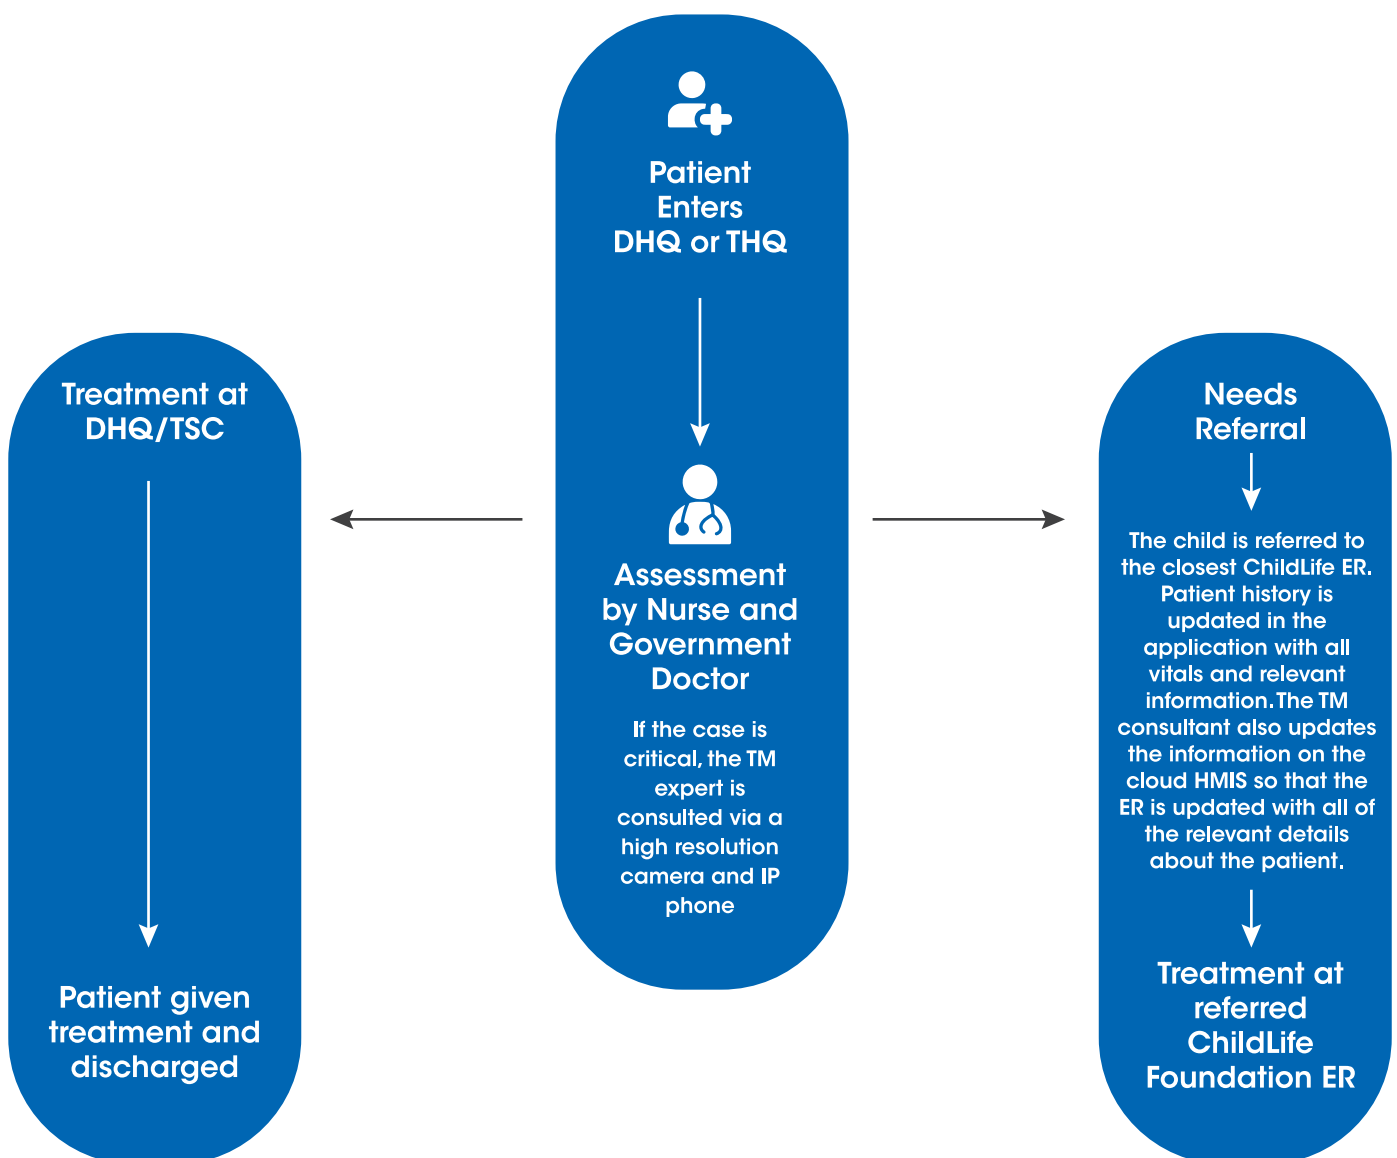 Patient
Enters
DHQ or THQ
Assessment
by Nurse and
Government
Doctor
If the case is
critical, the TM
expert is
consulted via a
high resolution
camera and IP
phone
Treatment at
DHQ/TSC
Patient given
treatment and
discharged
Needs
Referral
The child is referred to
the closest ChildLife ER.
Patient history is
updated in the
application with all
vitals and relevant
information. The TM
consultant also updates
the information on the
cloud HMIS so that the
ER is updated with all of
the relevant details
about the patient.
Treatment at
referred
ChildLife
Foundation ER